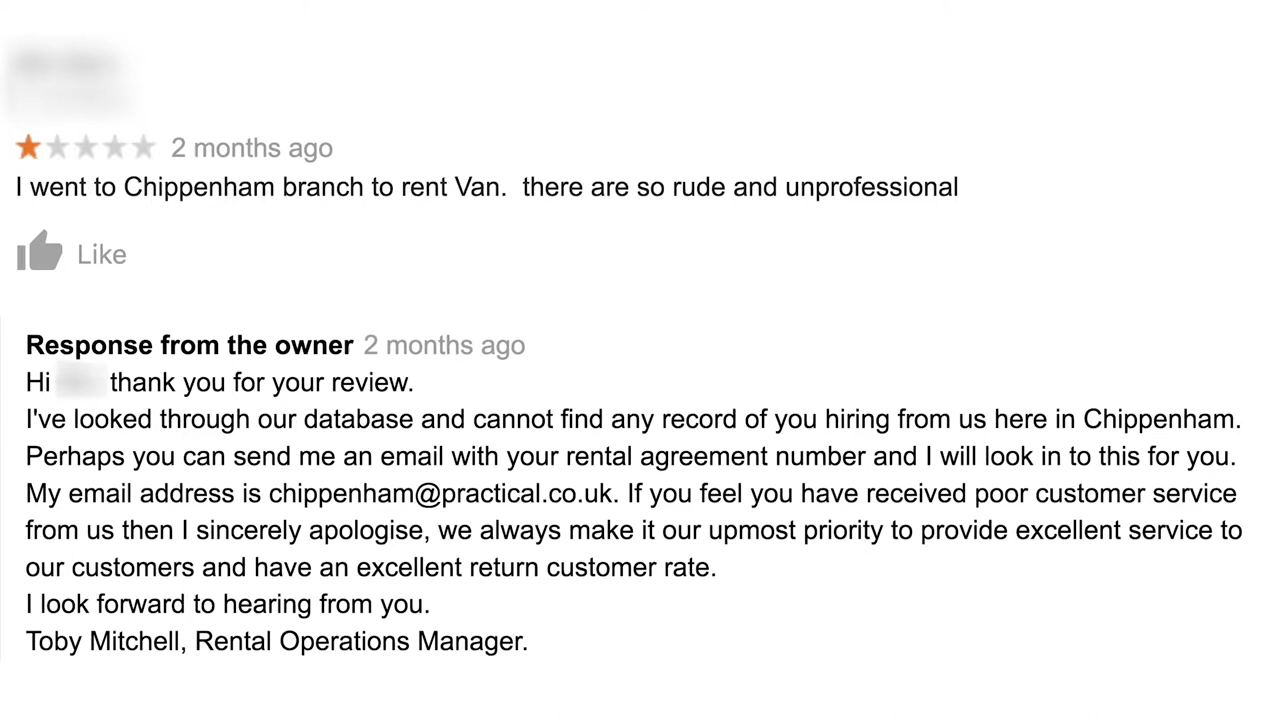 2 months ago
I went to Chippenham branch to rent Van.  there are so rude and unprofessional
Like
Response from the owner 2 months ago
Hi thank you for your review.
I've looked through our database and cannot find any record of you hiring from us here in Chippenham.
Perhaps you can send me an email with your rental agreement number and I will look in to this for you.
My email address is chippenham@practical.co.uk. If you feel you have received poor customer service
from us then I sincerely apologise, we always make it our upmost priority to provide excellent service to
our customers and have an excellent return customer rate.
I look forward to hearing from you.
Toby Mitchell, Rental Operations Manager.